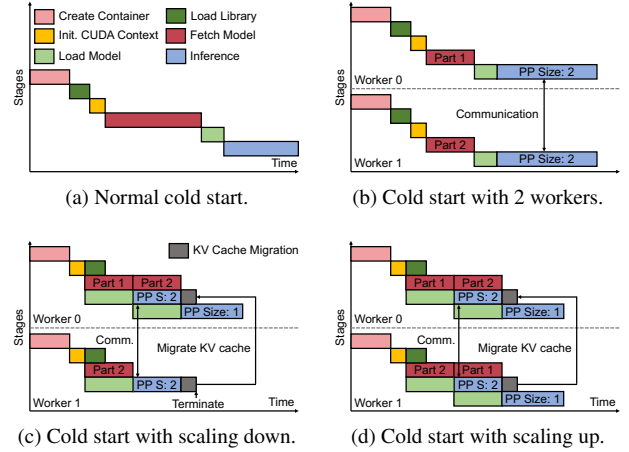 Create Container
Load Library
Init. CUDA Context
Fetch Model
Load Model
Inference
Stages
Time
(a) Normal cold start.
Part 1
PP Size: 2
Worker 0
Communication
Stages
Part 2
PP Size: 2
Worker 1
(b) Cold start with 2 workers.
KV Cache Migration
Part 1 Part 2
PP S: 2
Worker 0
PP Size: 1
Stages
Comm.
Migrate KV cache
Part 2
PP S: 2
Worker 1
Terminate
Time
(c) Cold start with scaling down.
Part 1 Part 2
PP S: 2
Worker 0
PP Size: 1
Stages
Comm.
Migrate KV cache
Part 2 Part 1
PP S: 2
Worker 1
PP Size: 1
Time
(d) Cold start with scaling up.